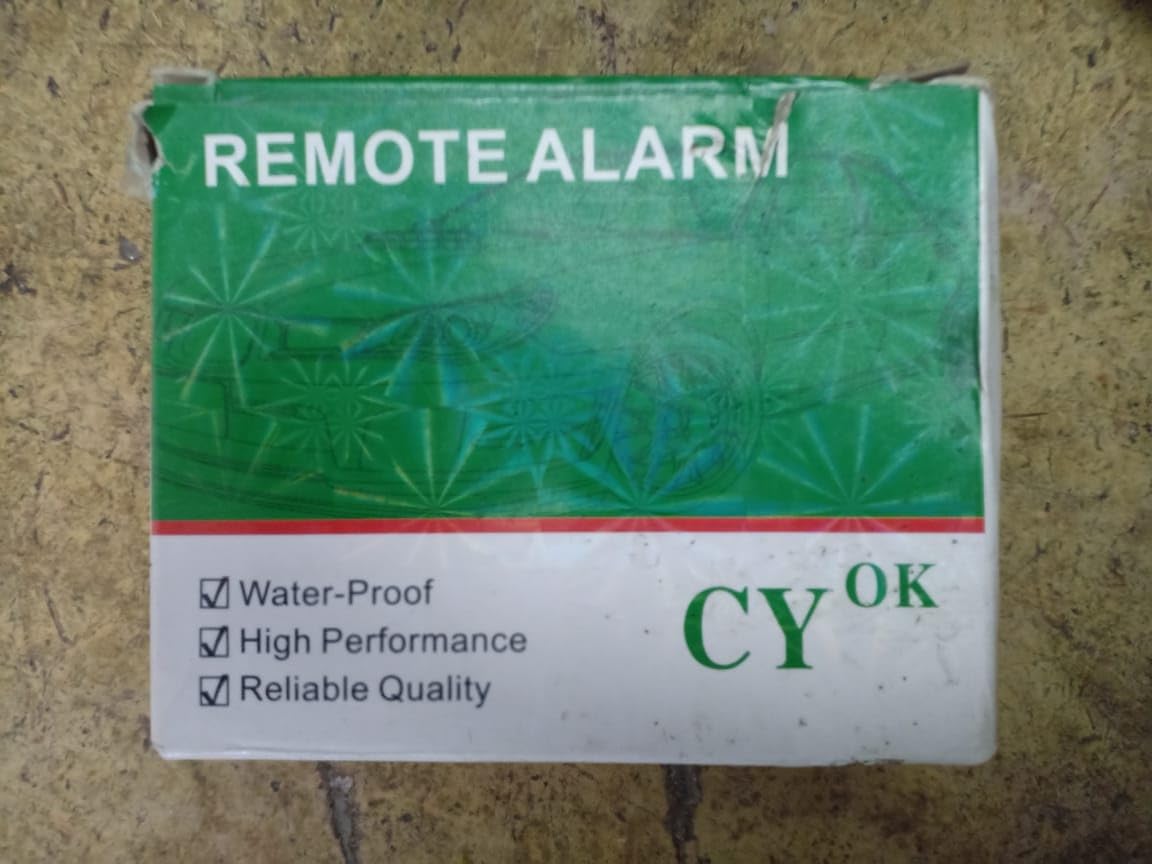 REMOTE ALARM
Water-Proof
High Performance
Reliable Quality
CY OK